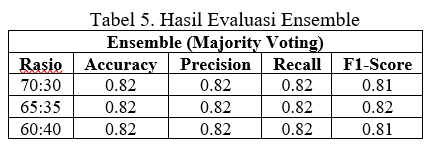 Tabel 5. Hasil Evaluasi Ensemble
Ensemble (Majority Voting)
Rasio Accuracy Precision Recall F1-Score
70:30 0.82 0.82 0.82 0.81
65:35 0.82 0.82 0.82 0.82
60:40 0.82 0.82 0.82 0.81